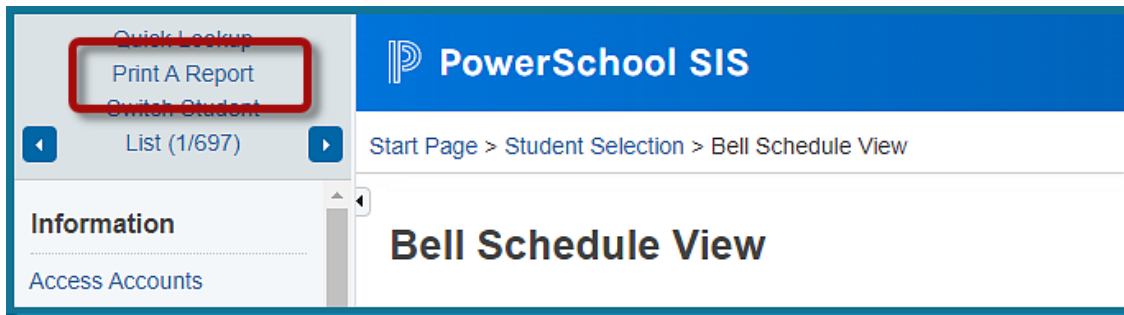 Quick Lookup
Print A Report
Switch Student
List (1/697)
Information
Access Accounts
PowerSchool SIS
Start Page > Student Selection > Bell Schedule View
Bell Schedule View